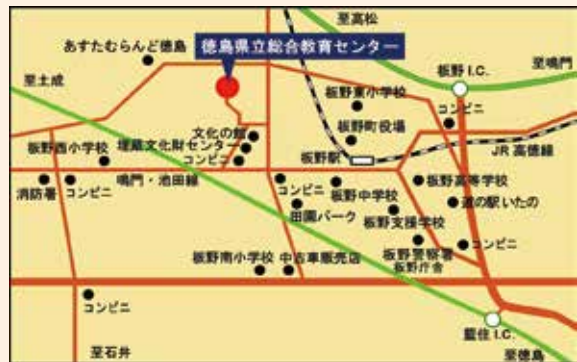 至高松
あすたむらんど徳島
徳島県立総合教育センター
至鳴門
至土成
板野 I.C.
板野東小学校
コンビニ
文化の館
板野町役場
埋蔵文化財センター
板野西小学校
コンビニ
板野駅
JR 高徳線
消防署
コンビニ
鳴門・池田線
コンビニ
板野中学校
板野高等学校
田園パーク
道の駅いたの
板野支援学校
板野警察署
板野庁舎
コンビニ
板野南小学校
中古車販売店
コンビニ
藍住 I.C.
至石井
至徳島